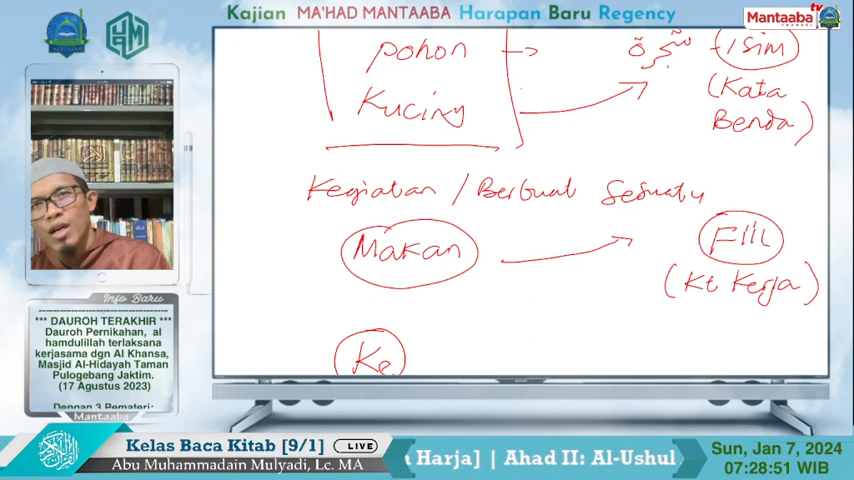 Kajian MA'HAD MANTAABA Harapan Baru Regency
Mantaaba tv
pohon → شجرة → Isim
Kucing (Kata
Benda)
Kegiatan / Berbuat Sesuatu
Makan → Fiil
(Kt Kerja)
Ke
Info Baru
*** DAUROH TERAKHIR ***
Dauroh Pernikahan, al
hamdulillah terlaksana
kerjasama dgn Al Khansa,
Masjid Al-Hidayah Taman
Pulogebang Jaktim.
(17 Agustus 2023)
Dengan 3 Pemateri:
Mantaaba
Kelas Baca Kitab [9/1] LIVE
Abu Muhammadain Mulyadi, Lc. MA
Harja] | Ahad II: Al-Ushul
Sun, Jan 7, 2024
07:28:51 WIB